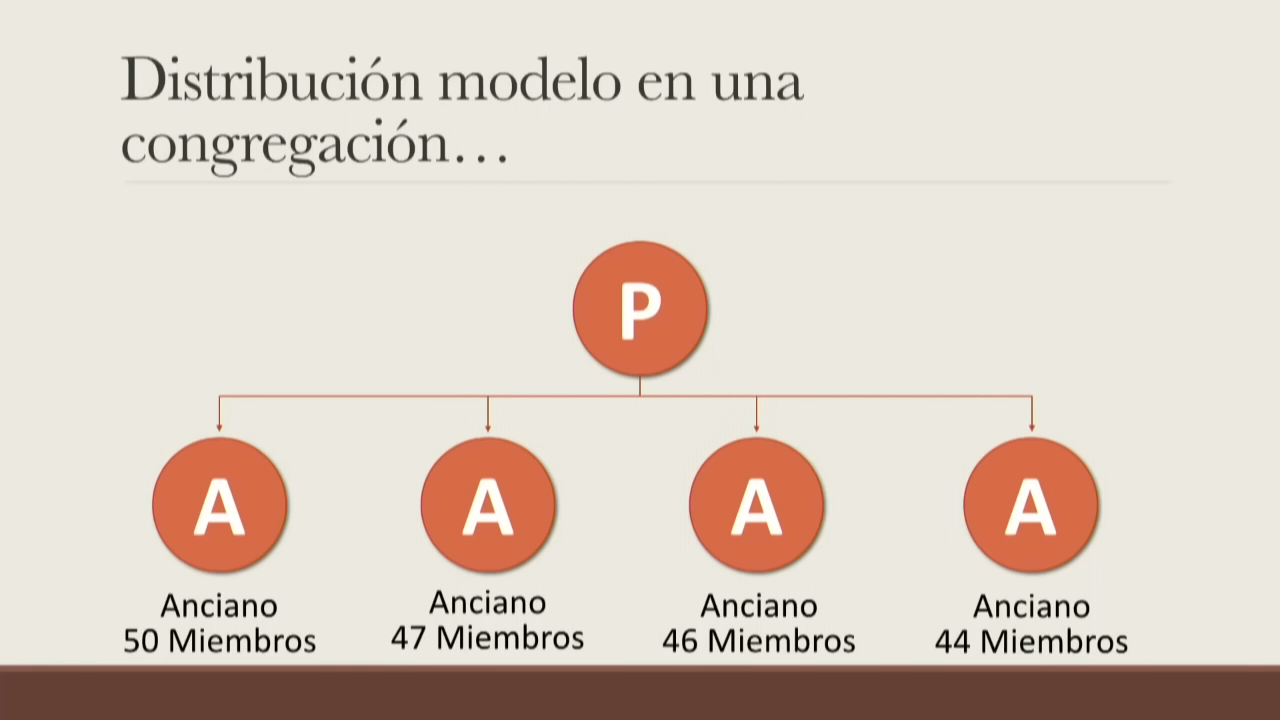 Distribución modelo en una
congregación…
P
A
A
A
A
Anciano
50 Miembros
Anciano
47 Miembros
Anciano
46 Miembros
Anciano
44 Miembros